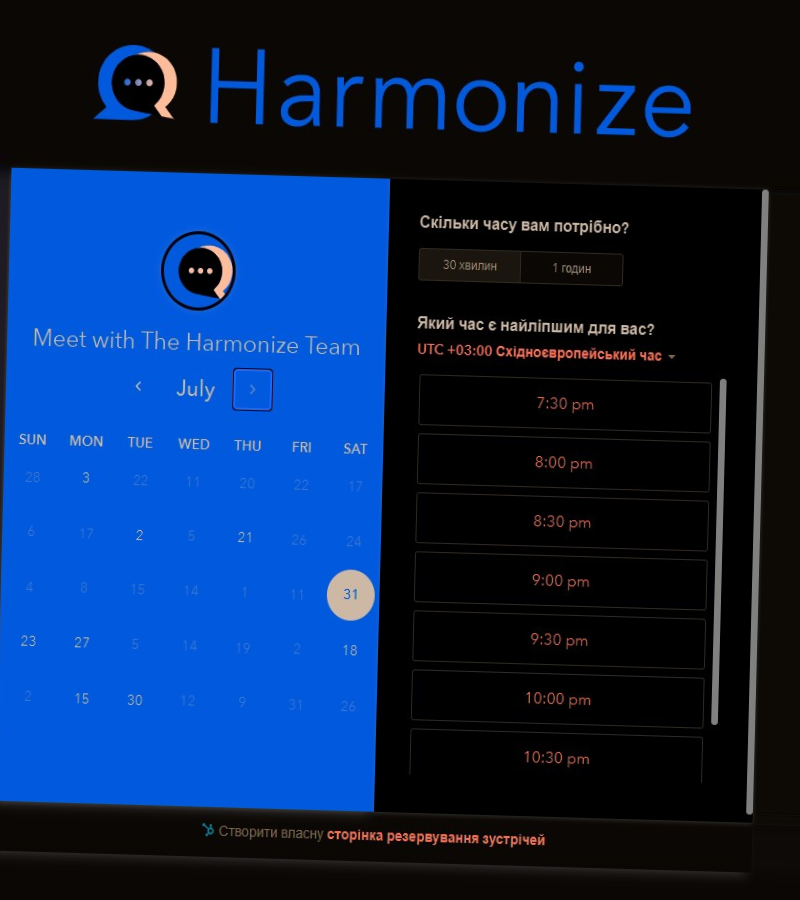 Harmonize
Meet with The Harmonize Team
July
SUN MON TUE WED THU FRI SAT
28 3 22 11 20 22 17
6 17 2 5 21 26 24
4 8 15 14 1 11 31
23 27 5 14 19 2 18
2 15 30 12 9 31 26
Скільки часу вам потрібно?
30 хвилин 1 годин
Який час є найліпшим для вас?
UTC +03:00 Східноєвропейський час
7:30 pm
8:00 pm
8:30 pm
9:00 pm
9:30 pm
10:00 pm
10:30 pm
Створити власну сторінка резервування зустрічей